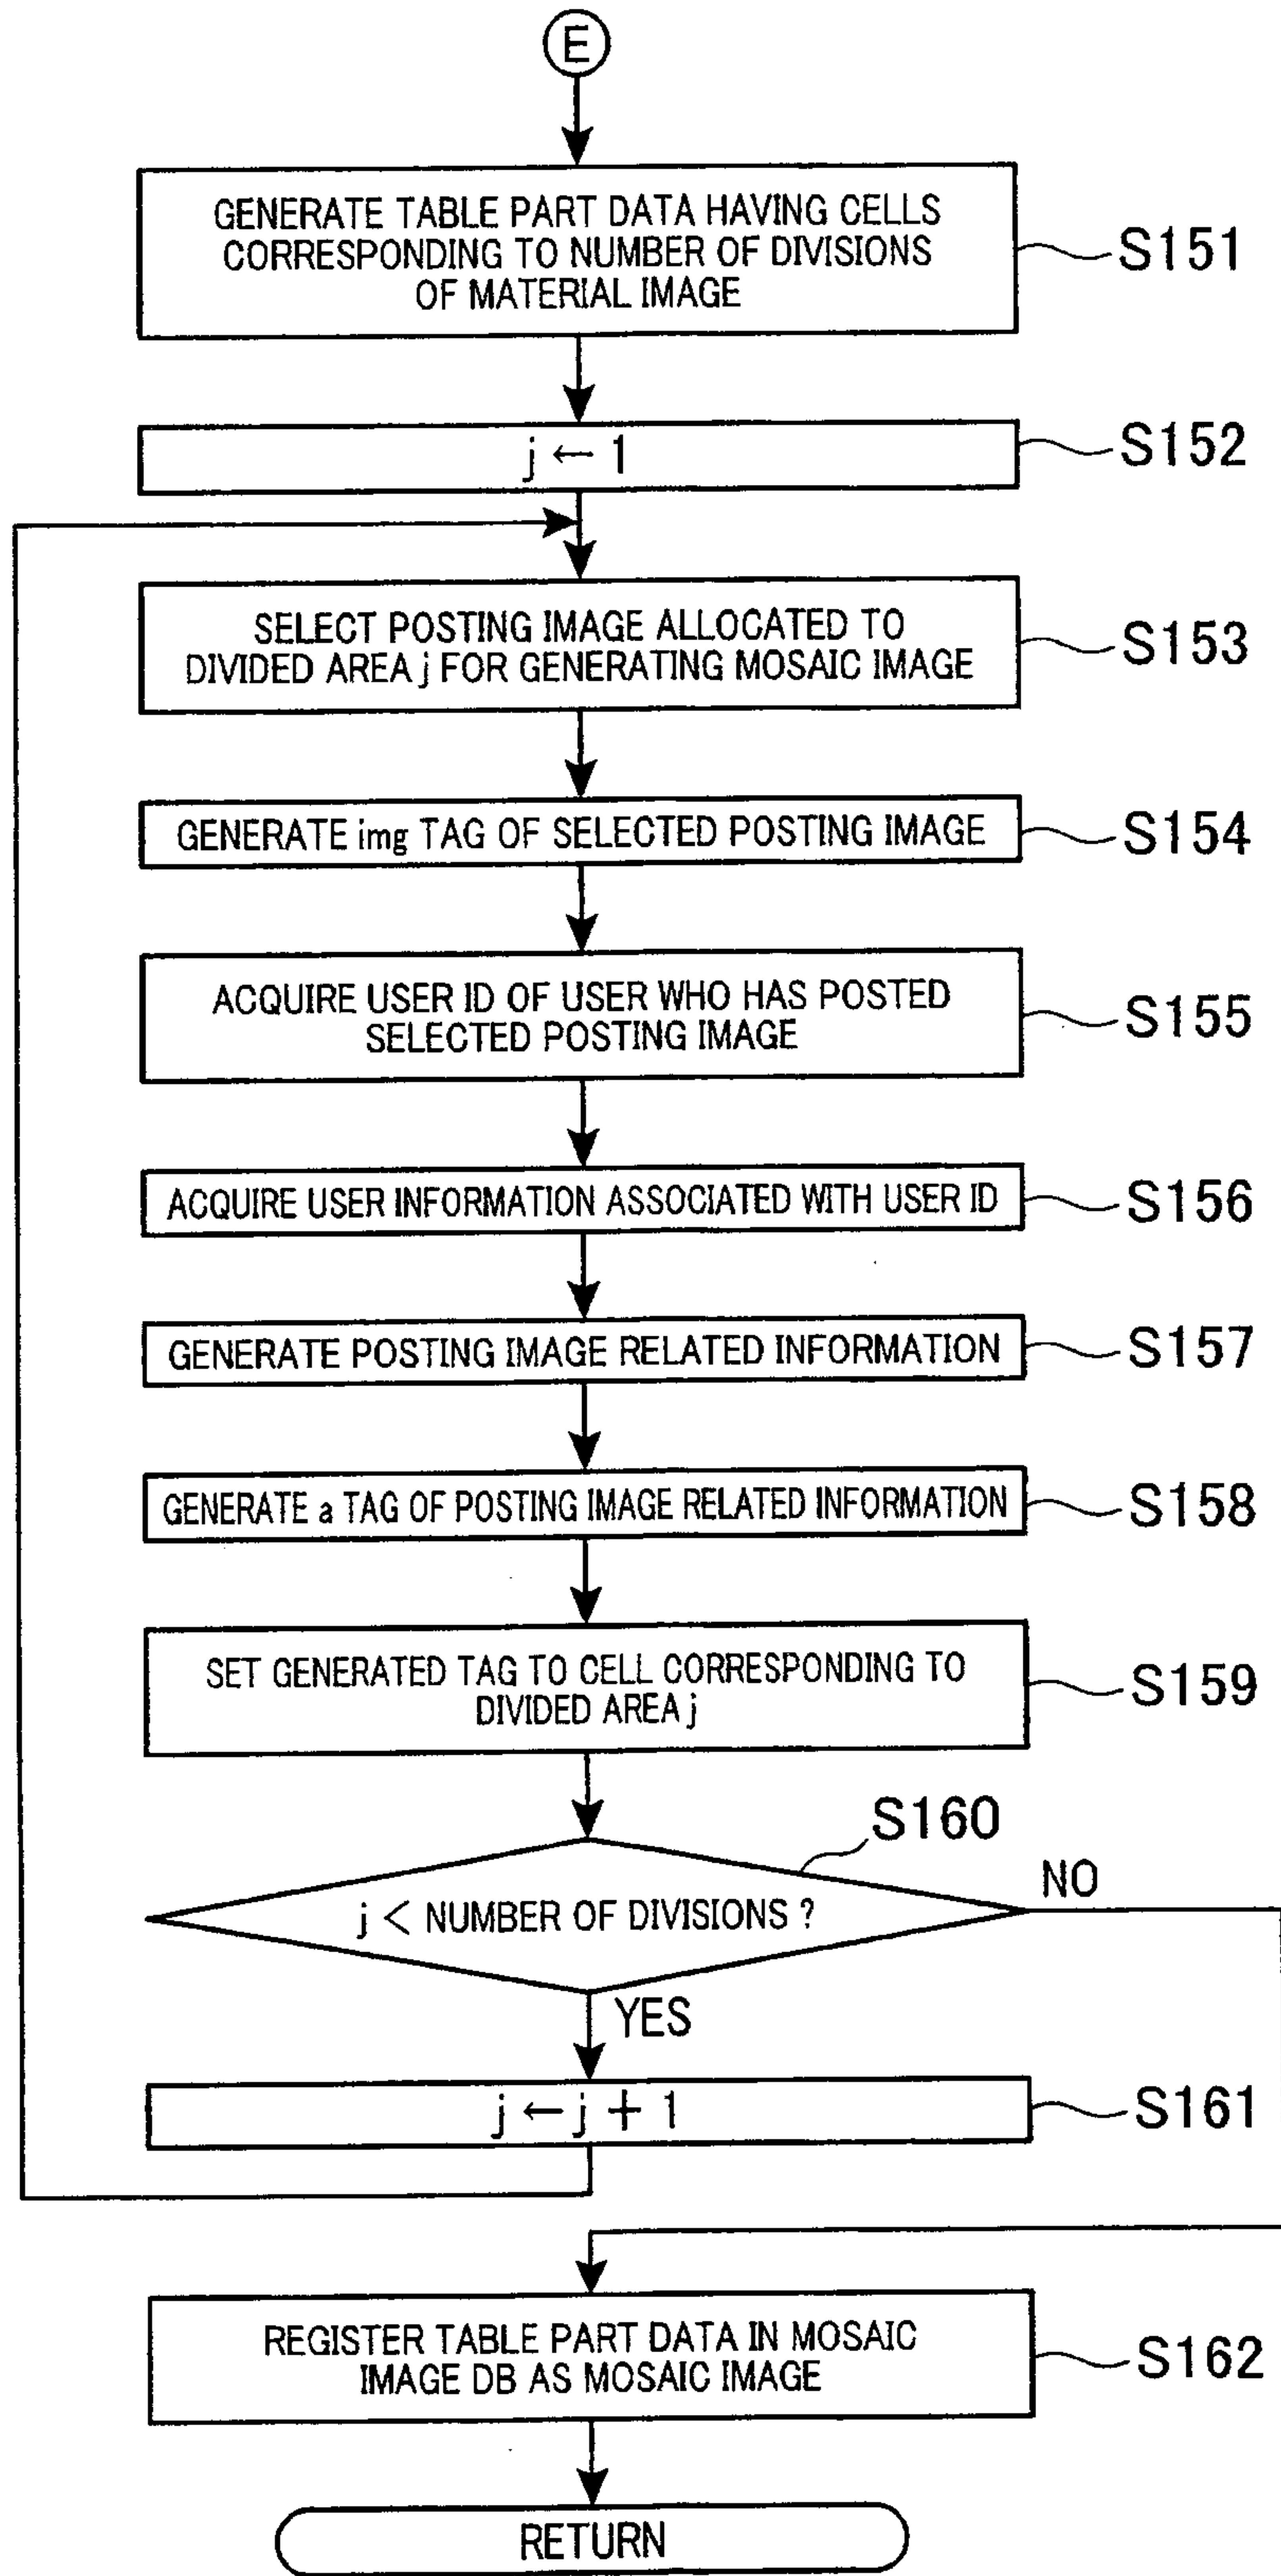 E
GENERATE TABLE PART DATA HAVING CELLS
CORRESPONDING TO NUMBER OF DIVISIONS
OF MATERIAL IMAGE
S151
j ← 1
S152
SELECT POSTING IMAGE ALLOCATED TO
DIVIDED AREA j FOR GENERATING MOSAIC IMAGE
S153
GENERATE img TAG OF SELECTED POSTING IMAGE
S154
ACQUIRE USER ID OF USER WHO HAS POSTED
SELECTED POSTING IMAGE
S155
ACQUIRE USER INFORMATION ASSOCIATED WITH USER ID
S156
GENERATE POSTING IMAGE RELATED INFORMATION
S157
GENERATE a TAG OF POSTING IMAGE RELATED INFORMATION
S158
SET GENERATED TAG TO CELL CORRESPONDING TO
DIVIDED AREA j
S159
S160
j < NUMBER OF DIVISIONS ?
NO
YES
j ← j + 1
S161
REGISTER TABLE PART DATA IN MOSAIC
IMAGE DB AS MOSAIC IMAGE
S162
RETURN